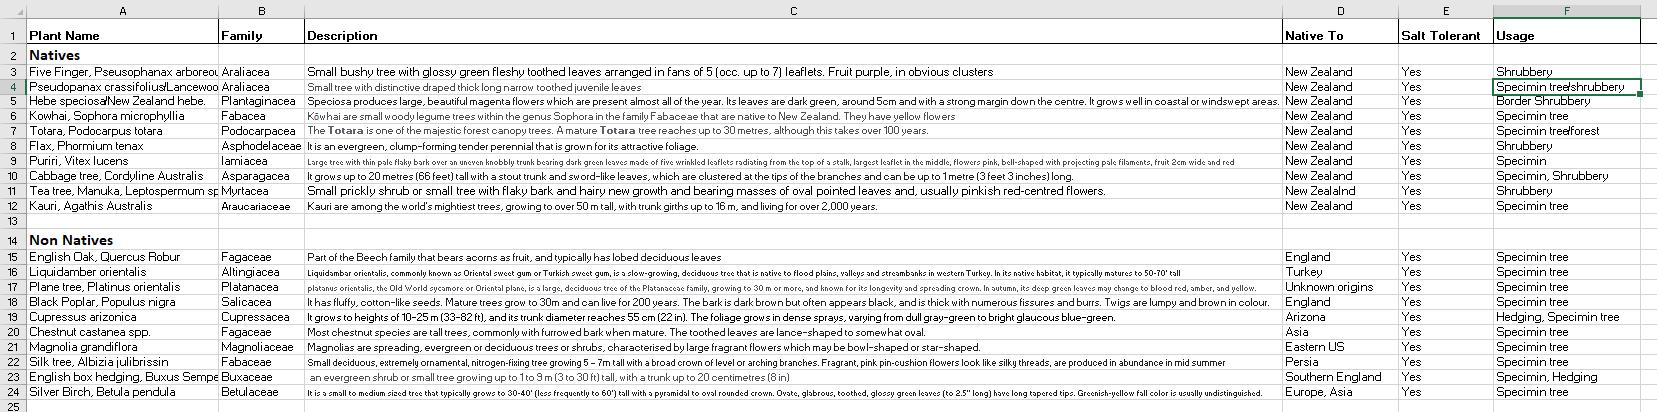 A B C D E F
1 Plant Name Family Description Native To Salt Tolerant Usage
2 Natives
3 Five Finger, Pseusophanax arboreou Araliacea Small bushy tree with glossy green fleshy toothed leaves arranged in fans of 5 (occ. up to 7) leaflets. Fruit purple, in obvious clusters New Zealand Yes Shrubbery
4 Pseudopanax crassifolius/Lancewoo Araliacea Small tree with distinctive draped thick long narrow toothed juvenile leaves New Zealand Yes Specimin tree/shrubbery
5 Hebe speciosa/New Zealand hebe. Plantaginacea Speciosa produces large, beautiful magenta flowers which are present almost all of the year. Its leaves are dark green, around 5cm and with a strong margin down the centre. It grows well in coastal or windswept areas. New Zealand Yes Border Shrubbery
6 Kowhai, Sophora microphyllia Fabacea Kōwhai are small woody legume trees within the genus Sophora in the family Fabaceae that are native to New Zealand. They have yellow flowers New Zealand Yes Specimin tree
7 Totara, Podocarpus totara Podocarpacea The Totara is one of the majestic forest canopy trees. A mature Totara tree reaches up to 30 metres, although this takes over 100 years. New Zealand Yes Specimin tree/forest
8 Flax, Phormium tenax Asphodelaceae It is an evergreen, clump-forming tender perennial that is grown for its attractive foliage. New Zealand Yes Shrubbery
9 Puriri, Vitex lucens lamiacea Large tree with thin pale flaky bark over an uneven knobbly trunk bearing dark green leaves made of five wrinkled leaflets radiating from the top of a stalk, largest leaflet in the middle, flowers pink, bell-shaped with projecting pale filaments, fruit 2cm wide and red New Zealand Yes Specimin
10 Cabbage tree, Cordyline Australis Asparagacea It grows up to 20 metres (66 feet) tall with a stout trunk and sword-like leaves, which are clustered at the tips of the branches and can be up to 1 metre (3 feet 3 inches) long. New Zealand Yes Specimin, Shrubbery
11 Tea tree, Manuka, Leptospermum sp Myrtacea Small prickly shrub or small tree with flaky bark and hairy new growth and bearing masses of oval pointed leaves and, usually pinkish red-centred flowers. New Zealalnd Yes Shrubbery
12 Kauri, Agathis Australis Araucariaceae Kauri are among the world's mightiest trees, growing to over 50 m tall, with trunk girths up to 16 m, and living for over 2,000 years. New Zealand Yes Specimin tree
13
14 Non Natives
15 English Oak, Quercus Robur Fagaceae Part of the Beech family that bears acorns as fruit, and typically has lobed deciduous leaves England Yes Specimin tree
16 Liquidamber orientalis Altingiacea Liquidambar orientalis, commonly known as Oriental sweet gum or Turkish sweet gum, is a slow-growing, deciduous tree that is native to flood plains, valleys and streambanks in western Turkey. In its native habitat, it typically matures to 50-70' tall Turkey Yes Specimin tree
17 Plane tree, Platinus orientalis Platanacea platanus orientalis, the Old World sycamore or Oriental plane, is a large, deciduous tree of the Platanaceae family, growing to 30 m or more, and known for its longevity and spreading crown. In autumn, its deep green leaves may change to blood red, amber, and yellow. Unknown origins Yes Specimin tree
18 Black Poplar, Populus nigra Salicacea It has fluffy, cotton-like seeds. Mature trees grow to 30m and can live for 200 years. The bark is dark brown but often appears black, and is thick with numerous fissures and burrs. Twigs are lumpy and brown in colour. England Yes Specimin tree
19 Cupressus arizonica Cupressacea It grows to heights of 10–25 m (33–82 ft), and its trunk diameter reaches 55 cm (22 in). The foliage grows in dense sprays, varying from dull gray-green to bright glaucous blue-green. Arizona Yes Hedging, Specimin tree
20 Chestnut castanea spp. Fagaceae Most chestnut species are tall trees, commonly with furrowed bark when mature. The toothed leaves are lance-shaped to somewhat oval. Asia Yes Specimin tree
21 Magnolia grandiflora Magnoliaceae Magnolias are spreading, evergreen or deciduous trees or shrubs, characterised by large fragrant flowers which may be bowl-shaped or star-shaped. Eastern US Yes Specimin tree
22 Silk tree, Albizia julibrissin Fabaceae Small deciduous, extremely ornamental, nitrogen-fixing tree growing 5 – 7m tall with a broad crown of level or arching branches. Fragrant, pink pin-cushion flowers look like silky threads, are produced in abundance in mid summer Persia Yes Specimin tree
23 English box hedging, Buxus Sempe Buxaceae an evergreen shrub or small tree growing up to 1 to 9 m (3 to 30 ft) tall, with a trunk up to 20 centimetres (8 in) Southern England Yes Specimin, Hedging
24 Silver Birch, Betula pendula Betulaceae It is a small to medium sized tree that typically grows to 30-40' (less frequently to 60') tall with a pyramidal to oval rounded crown. Ovate, glabrous, toothed, glossy green leaves (to 2.5" long) have long tapered tips. Greenish-yellow fall color is usually undistinguished. Europe, Asia Yes Specimin tree
25